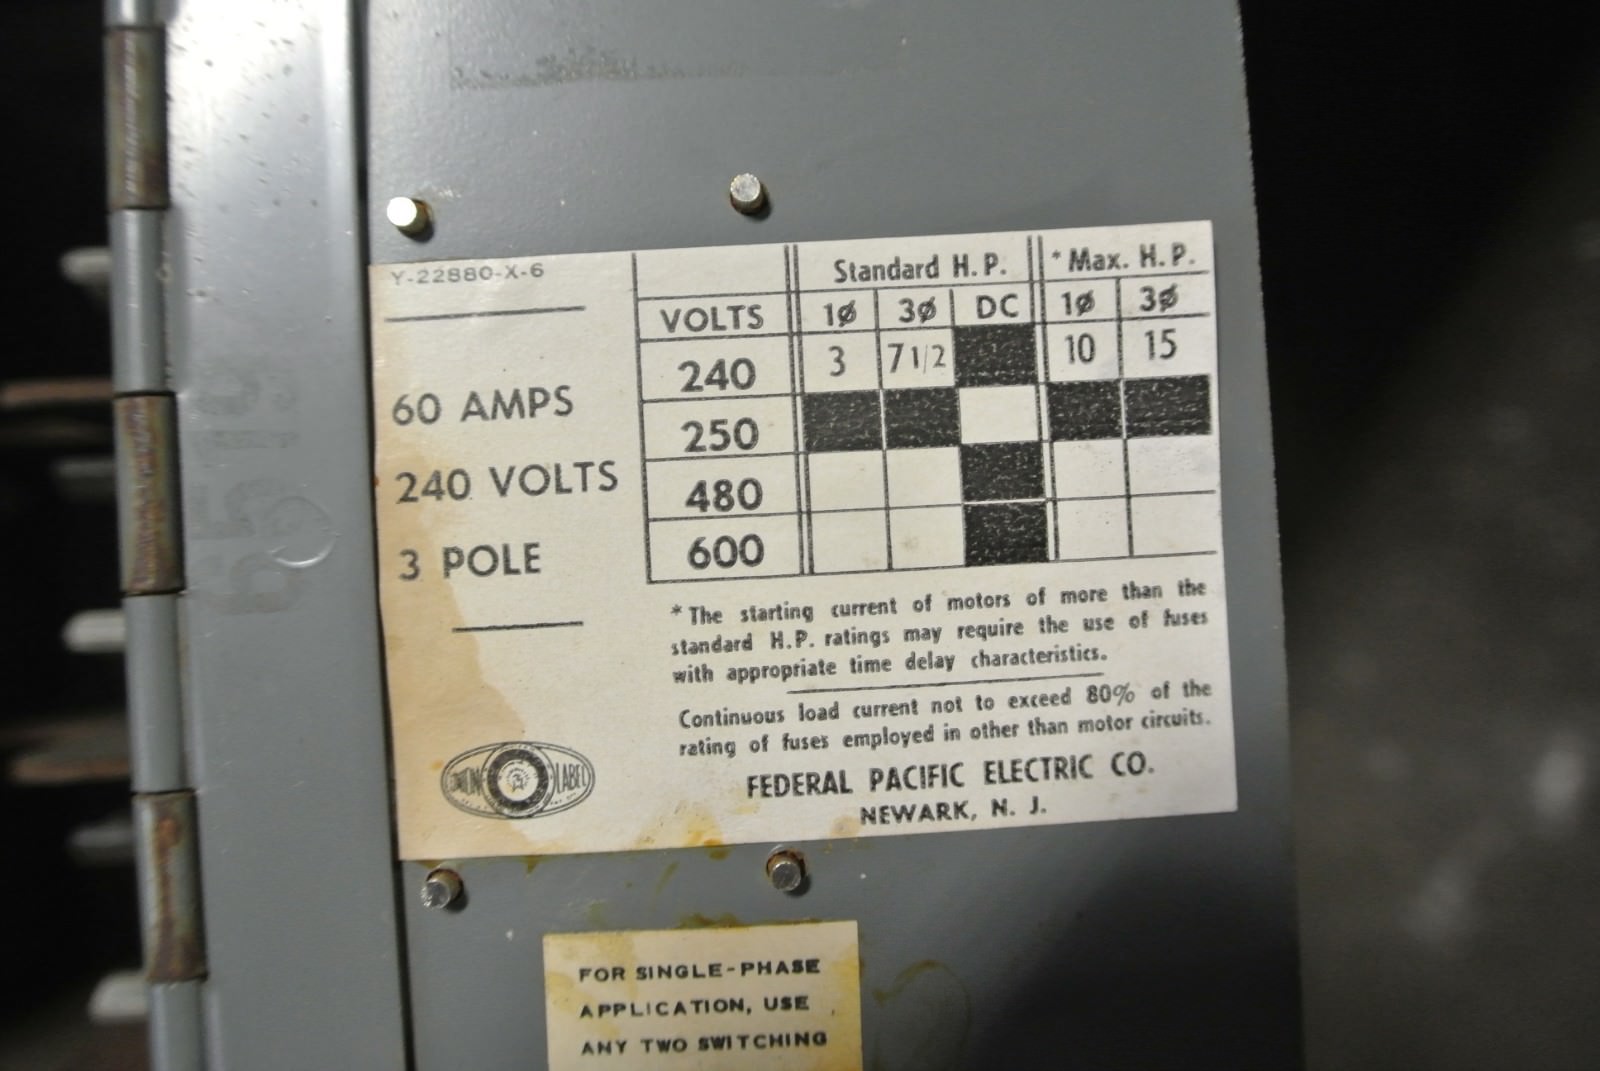 Y-22880-X-6
60 AMPS
240 VOLTS
3 POLE
Standard H.P. *Max. H.P.
VOLTS 1ø 3ø DC 1ø 3ø
240 3 7 1/2 10 15
250
480
600
* The starting current of motors of more than the
standard H.P. ratings may require the use of fuses
with appropriate time delay characteristics.
Continuous load current not to exceed 80% of the
rating of fuses employed in other than motor circuits.
UNION LABEL
FEDERAL PACIFIC ELECTRIC CO.
NEWARK, N. J.
FOR SINGLE-PHASE
APPLICATION, USE
ANY TWO SWITCHING